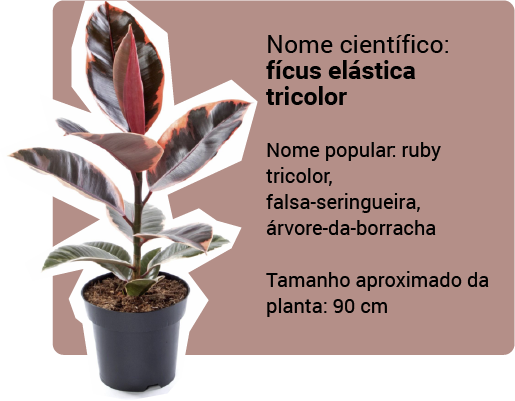 Nome científico:
fícus elástica
tricolor
Nome popular: ruby
tricolor,
falsa-seringueira,
árvore-da-borracha
Tamanho aproximado da
planta: 90 cm